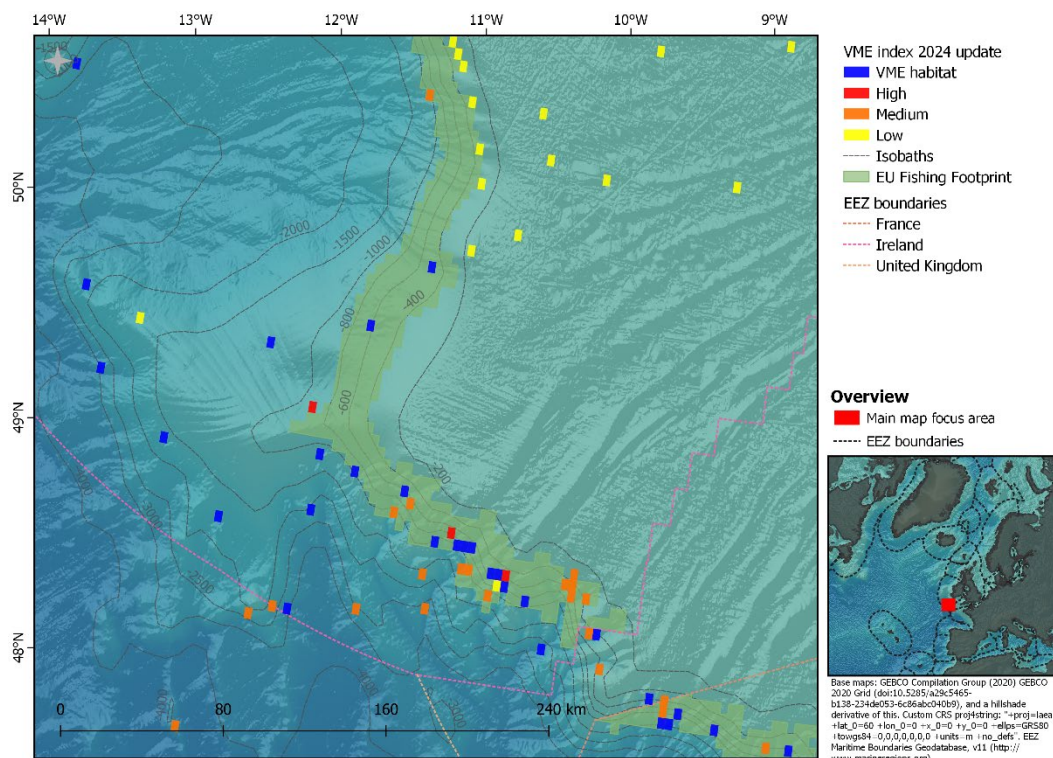 14°W 13°W 12°W 11°W 10°W 9°W
50°N
49°N
48°N
-1500
-2000
-1500
-1000
-800
-400
-600
-200
0 80 160 240 km
VME index 2024 update
VME habitat
High
Medium
Low
Isobaths
EU Fishing Footprint
EEZ boundaries
France
Ireland
United Kingdom
Overview
Main map focus area
EEZ boundaries
Base maps: GEBCO Compilation Group (2020) GEBCO
2020 Grid (doi:10.5285/a29c5465-
b138-234de053-6c86abc040b9), and a hillshade
derivative of this. Custom CRS proj4string: "+proj=laea
+lat_0=60 +lon_0=0 +x_0=0 +y_0=0 +ellps=GRS80
+towgs84=0,0,0,0,0,0,0 +units=m +no_defs". EEZ
Maritime Boundaries Geodatabase, v11 (http://